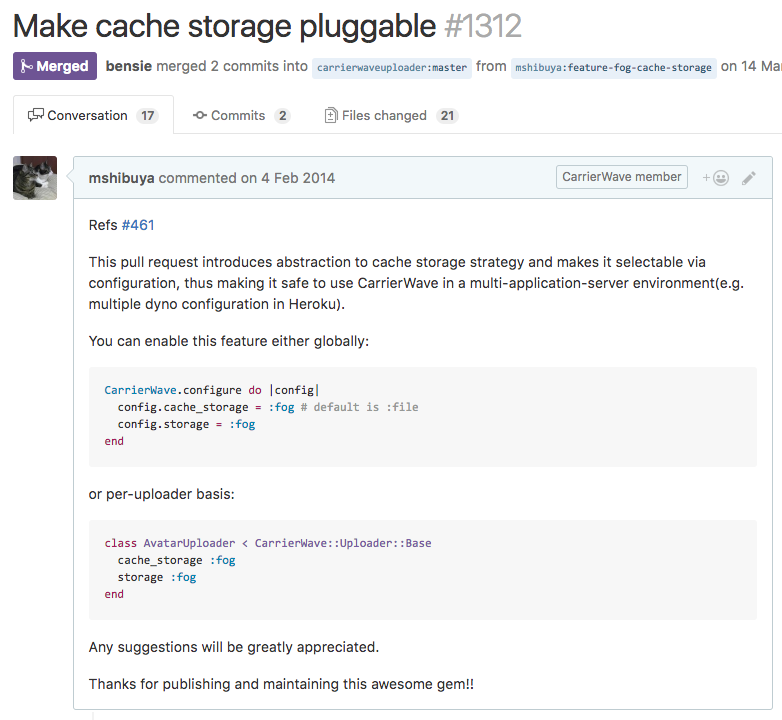 Make cache storage pluggable #1312
Merged bensie merged 2 commits into carrierwaveuploader:master from mshibuya:feature-fog-cache-storage on 14 Mar
Conversation 17 Commits 2 Files changed 21
mshibuya commented on 4 Feb 2014 CarrierWave member +
Refs #461
This pull request introduces abstraction to cache storage strategy and makes it selectable via
configuration, thus making it safe to use CarrierWave in a multi-application-server environment(e.g.
multiple dyno configuration in Heroku).
You can enable this feature either globally:
CarrierWave.configure do |config|
  config.cache_storage = :fog # default is :file
  config.storage = :fog
end
or per-uploader basis:
class AvatarUploader < CarrierWave::Uploader::Base
  cache_storage :fog
  storage :fog
end
Any suggestions will be greatly appreciated.
Thanks for publishing and maintaining this awesome gem!!